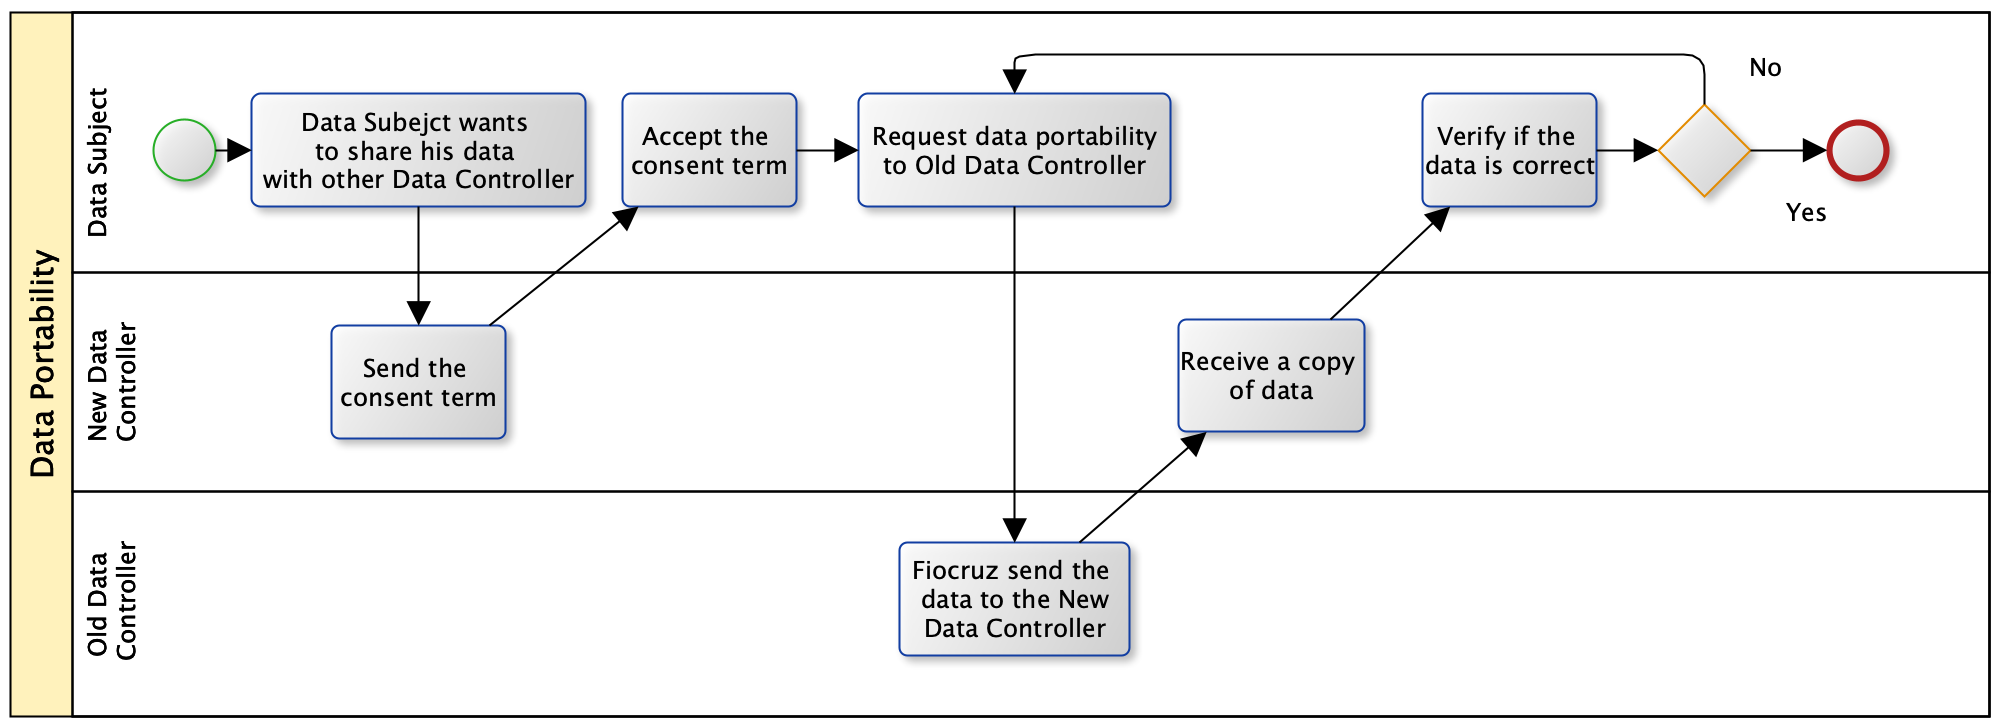 Data Portability
Data Subject
Data Subejct wants
to share his data
with other Data Controller
Accept the
consent term
Request data portability
to Old Data Controller
Verify if the
data is correct
No
Yes
New Data
Controller
Send the
consent term
Receive a copy
of data
Old Data
Controller
Fiocruz send the
data to the New
Data Controller